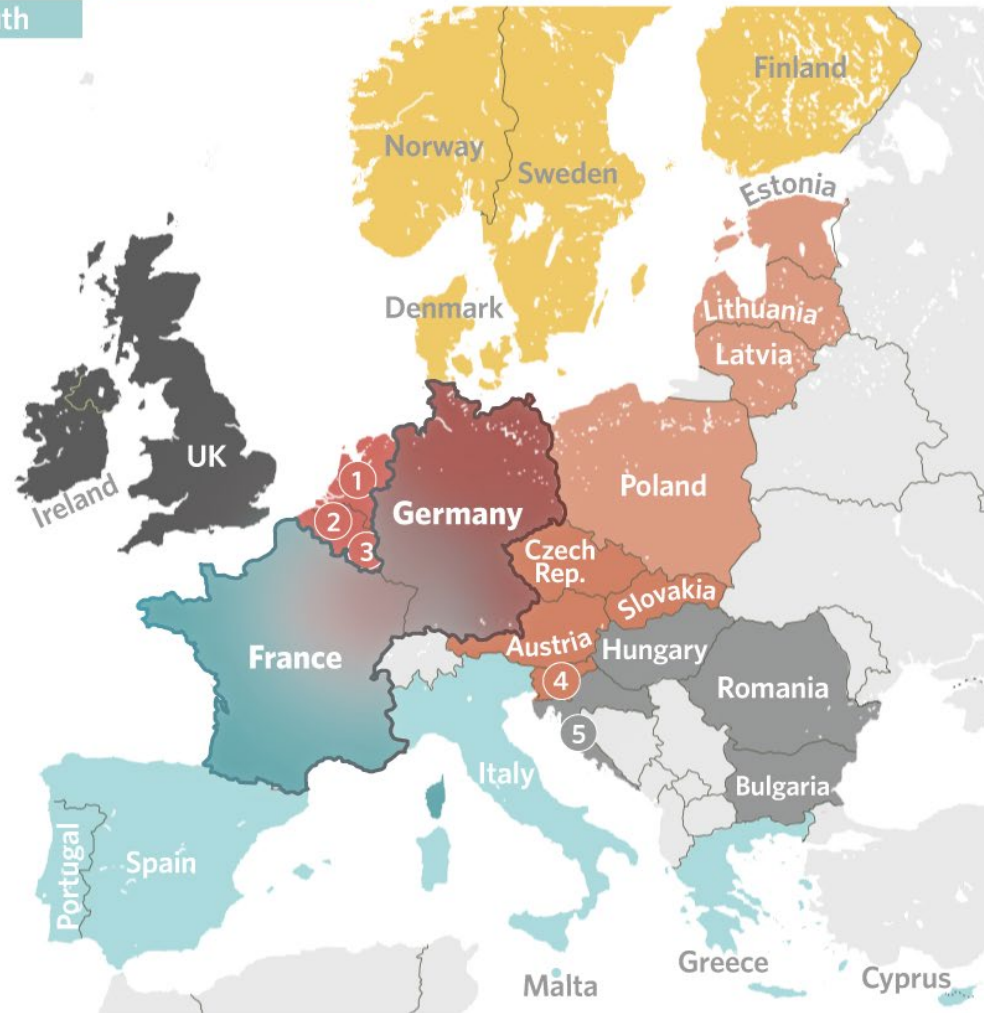 th
Finland
Norway
Sweden
Estonia
Denmark
Lithuania
Latvia
UK
Ireland
1
2
3
Germany
Poland
Czech
Rep.
Slovakia
Austria
Hungary
France
4
Romania
5
Italy
Bulgaria
Portugal
Spain
Malta
Greece
Cyprus